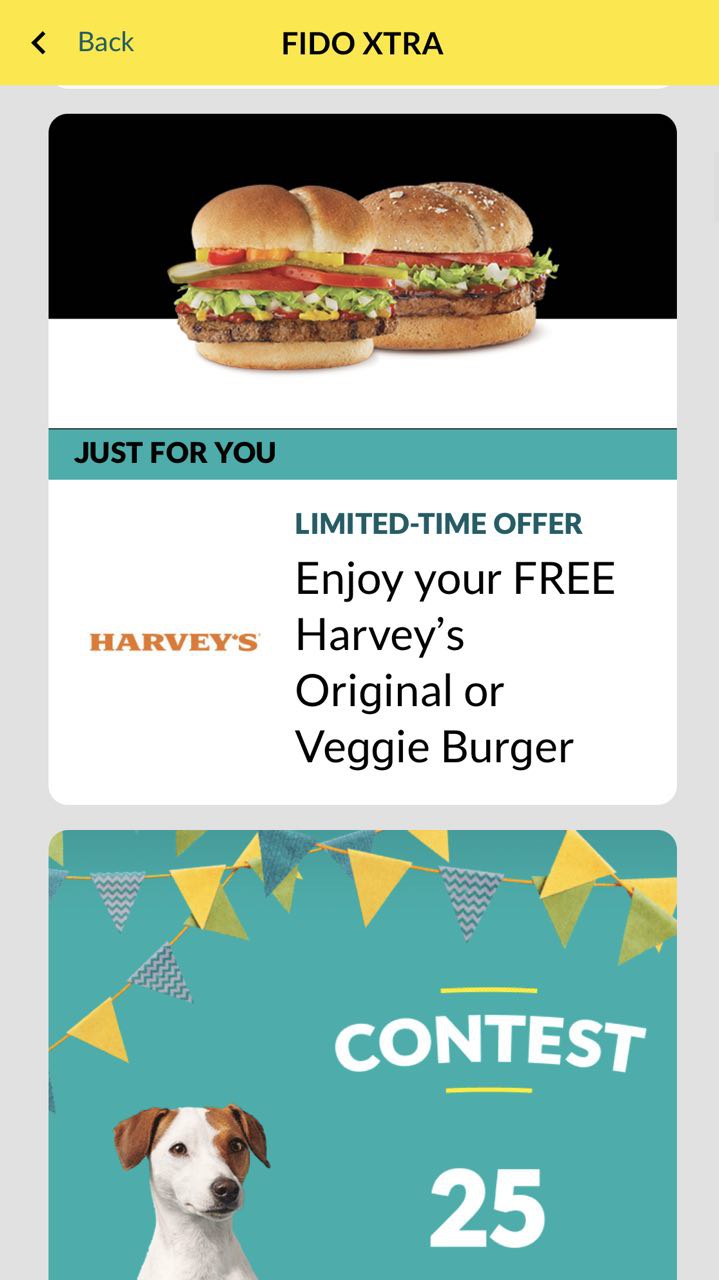 Back
FIDO XTRA
JUST FOR YOU
LIMITED-TIME OFFER
Enjoy your FREE
Harvey’s
Original or
Veggie Burger
HARVEY'S
CONTEST
25